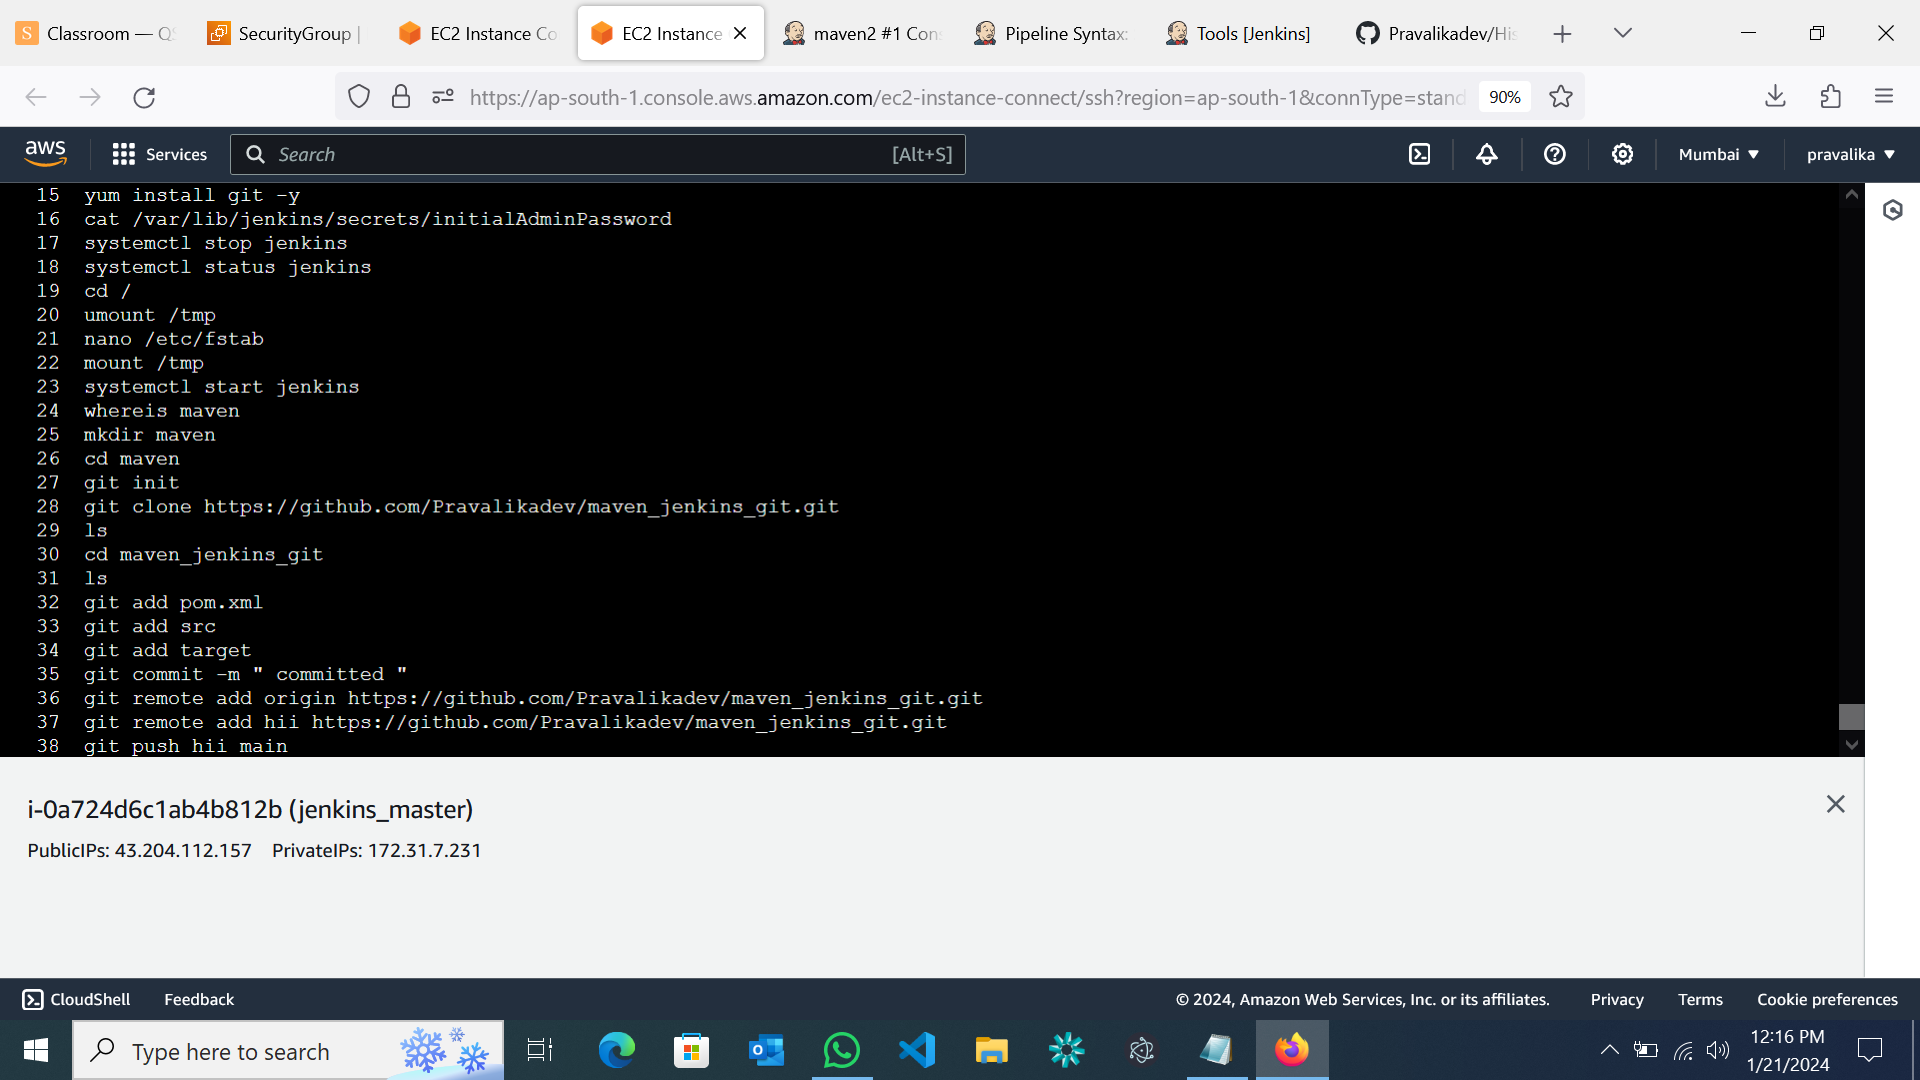 Classroom — QS
SecurityGroup |
EC2 Instance Co
EC2 Instance
maven2 #1 Cons
Pipeline Syntax:
Tools [Jenkins]
Pravalikadev/His
https://ap-south-1.console.aws.amazon.com/ec2-instance-connect/ssh?region=ap-south-1&connType=stand
90%
aws
Services
Search
[Alt+S]
Mumbai
pravalika
15 yum install git -y
16 cat /var/lib/jenkins/secrets/initialAdminPassword
17 systemctl stop jenkins
18 systemctl status jenkins
19 cd /
20 umount /tmp
21 nano /etc/fstab
22 mount /tmp
23 systemctl start jenkins
24 whereis maven
25 mkdir maven
26 cd maven
27 git init
28 git clone https://github.com/Pravalikadev/maven_jenkins_git.git
29 ls
30 cd maven_jenkins_git
31 ls
32 git add pom.xml
33 git add src
34 git add target
35 git commit -m " committed "
36 git remote add origin https://github.com/Pravalikadev/maven_jenkins_git.git
37 git remote add hii https://github.com/Pravalikadev/maven_jenkins_git.git
38 git push hii main
i-0a724d6c1ab4b812b (jenkins_master)
PublicIPs: 43.204.112.157 PrivateIPs: 172.31.7.231
CloudShell
Feedback
© 2024, Amazon Web Services, Inc. or its affiliates.
Privacy
Terms
Cookie preferences
Type here to search
12:16 PM
1/21/2024